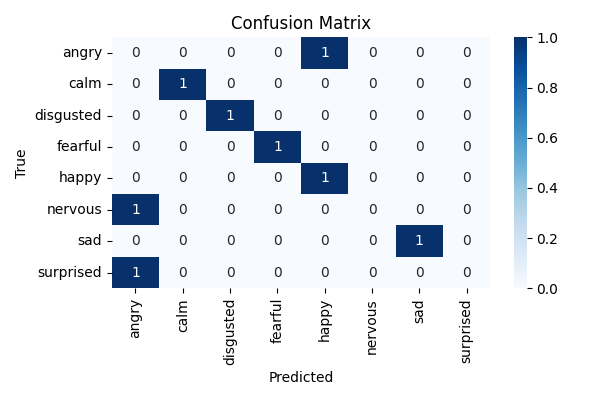 Confusion Matrix
angry 0 0 0 0 1 0 0 0
calm 0 1 0 0 0 0 0 0
disgusted 0 0 1 0 0 0 0 0
fearful 0 0 0 1 0 0 0 0
happy 0 0 0 0 1 0 0 0
nervous 1 0 0 0 0 0 0 0
sad 0 0 0 0 0 0 1 0
surprised 1 0 0 0 0 0 0 0
True
angry calm disgusted fearful happy nervous sad surprised
Predicted
1.0
0.8
0.6
0.4
0.2
0.0